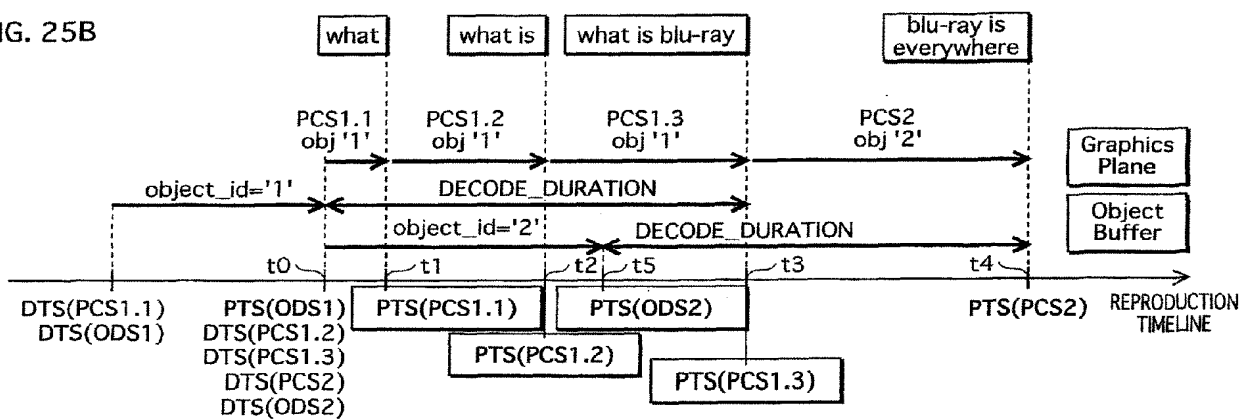 IG. 25B
what
what is
what is blu-ray
blu-ray is
everywhere
PCS1.1
obj '1'
PCS1.2
obj '1'
PCS1.3
obj '1'
PCS2
obj '2'
Graphics
Plane
object_id='1'
DECODE_DURATION
object_id='2'
DECODE_DURATION
Object
Buffer
t0
t1
t2
t5
t3
t4
DTS(PCS1.1)
DTS(ODS1)
PTS(ODS1)
DTS(PCS1.2)
DTS(PCS1.3)
DTS(PCS2)
DTS(ODS2)
PTS(PCS1.1)
PTS(PCS1.2)
PTS(ODS2)
PTS(PCS1.3)
PTS(PCS2)
REPRODUCTION
TIMELINE